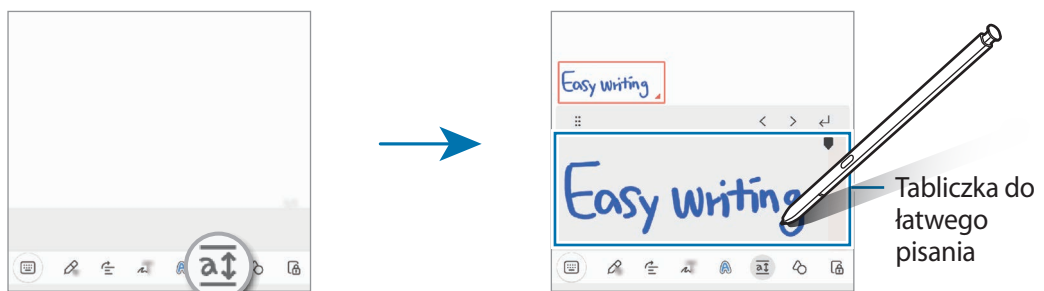 Easy writing
Easy writing
Tabliczka do
łatwego
pisania